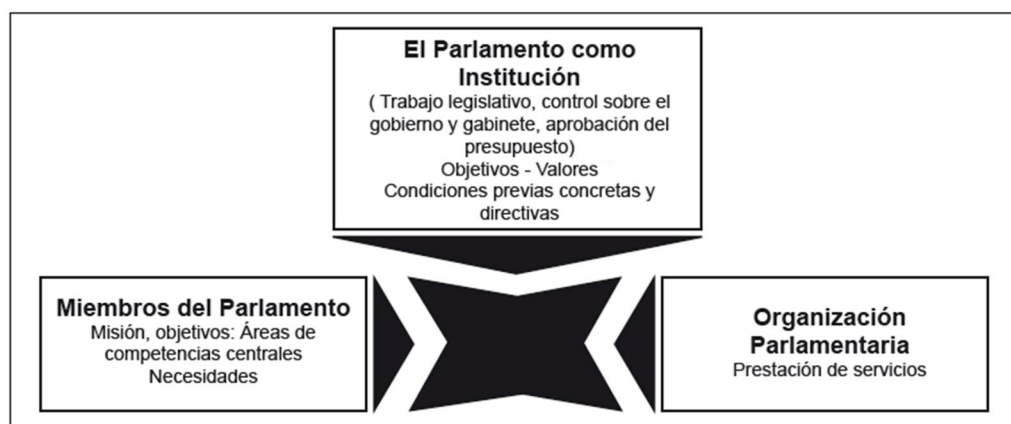 El Parlamento como
Institución
( Trabajo legislativo, control sobre el
gobierno y gabinete, aprobación del
presupuesto)
Objetivos - Valores
Condiciones previas concretas y
directivas
Miembros del Parlamento
Misión, objetivos: Áreas de
competencias centrales
Necesidades
Organización
Parlamentaria
Prestación de servicios